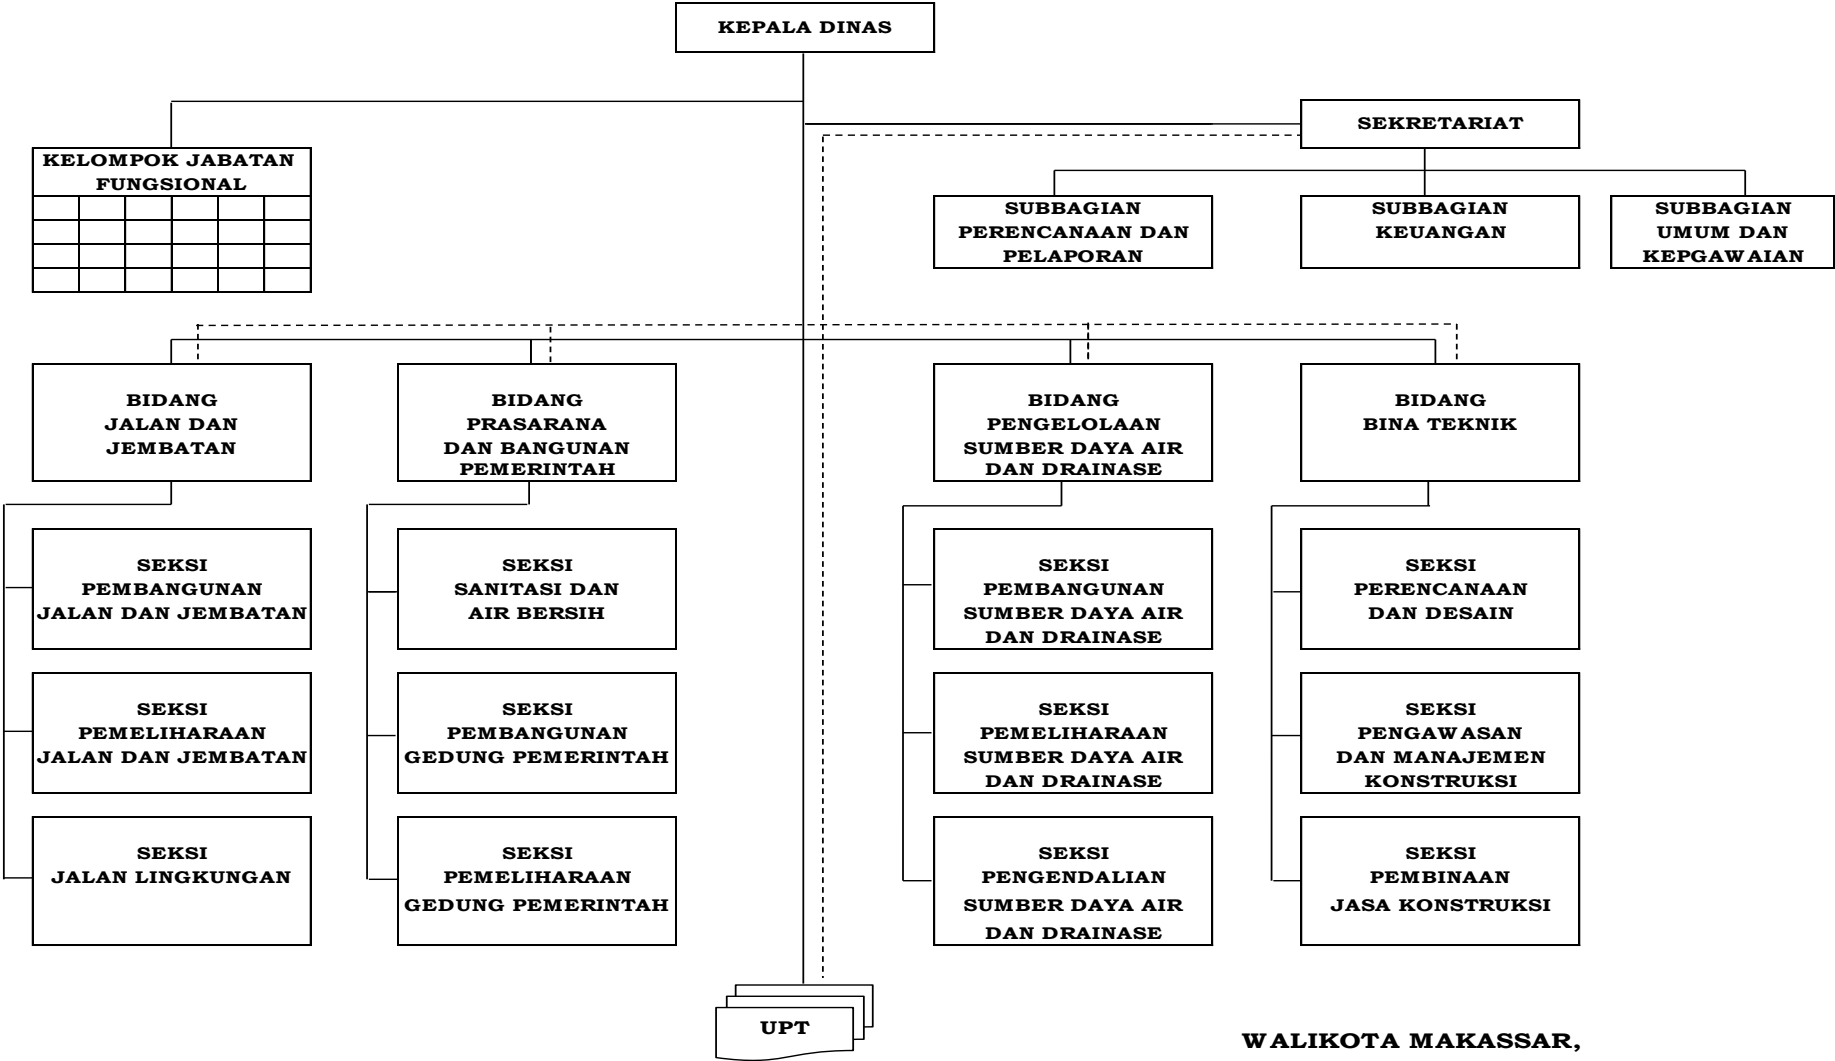 KEPALA DINAS
SEKRETARIAT
KELOMPOK JABATAN
FUNGSIONAL
SUBBAGIAN
PERENCANAAN DAN
PELAPORAN
SUBBAGIAN
KEUANGAN
SUBBAGIAN
UMUM DAN
KEPGAWAIAN
BIDANG
JALAN DAN
JEMBATAN
BIDANG
PRASARANA
DAN BANGUNAN
PEMERINTAH
BIDANG
PENGELOLAAN
SUMBER DAYA AIR
DAN DRAINASE
BIDANG
BINA TEKNIK
SEKSI
PEMBANGUNAN
JALAN DAN JEMBATAN
SEKSI
SANITASI DAN
AIR BERSIH
SEKSI
PEMBANGUNAN
SUMBER DAYA AIR
DAN DRAINASE
SEKSI
PERENCANAAN
DAN DESAIN
SEKSI
PEMELIHARAAN
JALAN DAN JEMBATAN
SEKSI
PEMBANGUNAN
GEDUNG PEMERINTAH
SEKSI
PEMELIHARAAN
SUMBER DAYA AIR
DAN DRAINASE
SEKSI
PENGAWASAN
DAN MANAJEMEN
KONSTRUKSI
SEKSI
JALAN LINGKUNGAN
SEKSI
PEMELIHARAAN
GEDUNG PEMERINTAH
SEKSI
PENGENDALIAN
SUMBER DAYA AIR
DAN DRAINASE
SEKSI
PEMBINAAN
JASA KONSTRUKSI
UPT
WALIKOTA MAKASSAR,